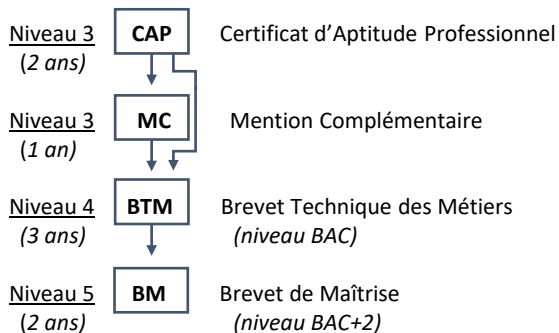 Niveau 3 CAP Certificat d’Aptitude Professionnel
(2 ans)
Niveau 3 MC Mention Complémentaire
(1 an)
Niveau 4 BTM Brevet Technique des Métiers
(3 ans) (niveau BAC)
Niveau 5 BM Brevet de Maîtrise
(2 ans) (niveau BAC+2)